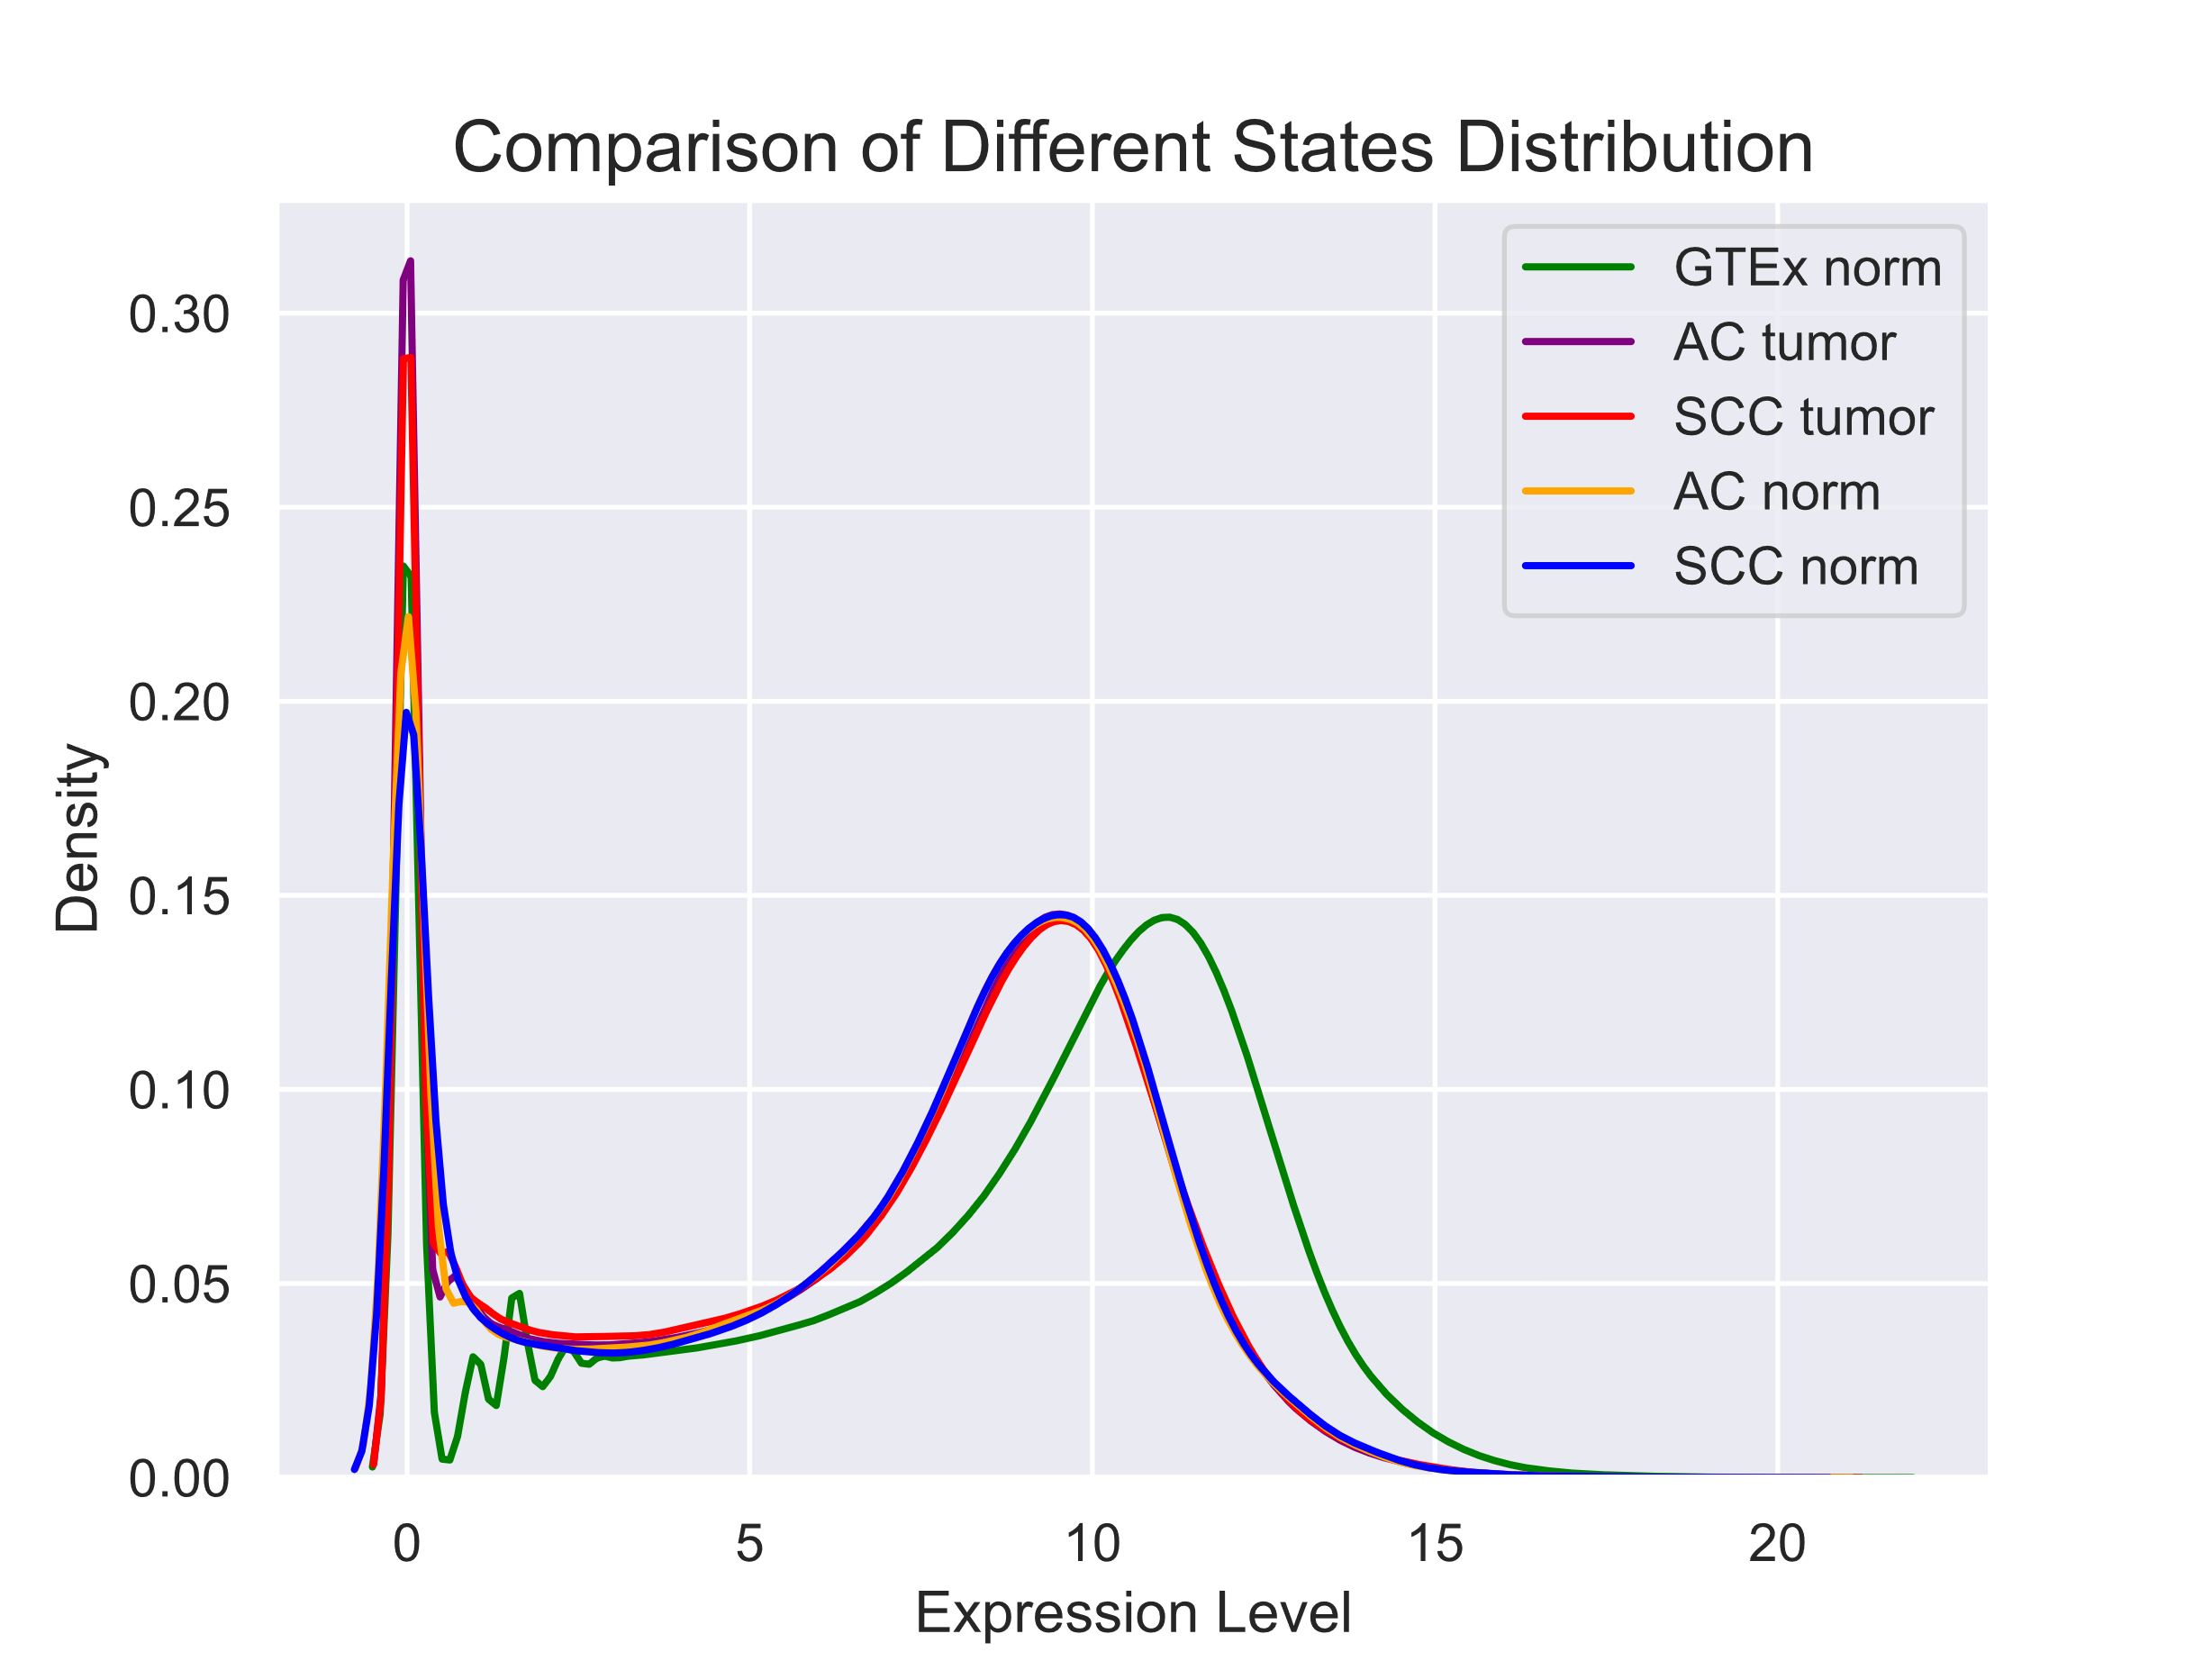 Comparison of Different States Distribution
GTEx norm
AC tumor
SCC tumor
AC norm
SCC norm
0.30
0.25
0.20
0.15
0.10
0.05
0.00
Density
0 5 10 15 20
Expression Level